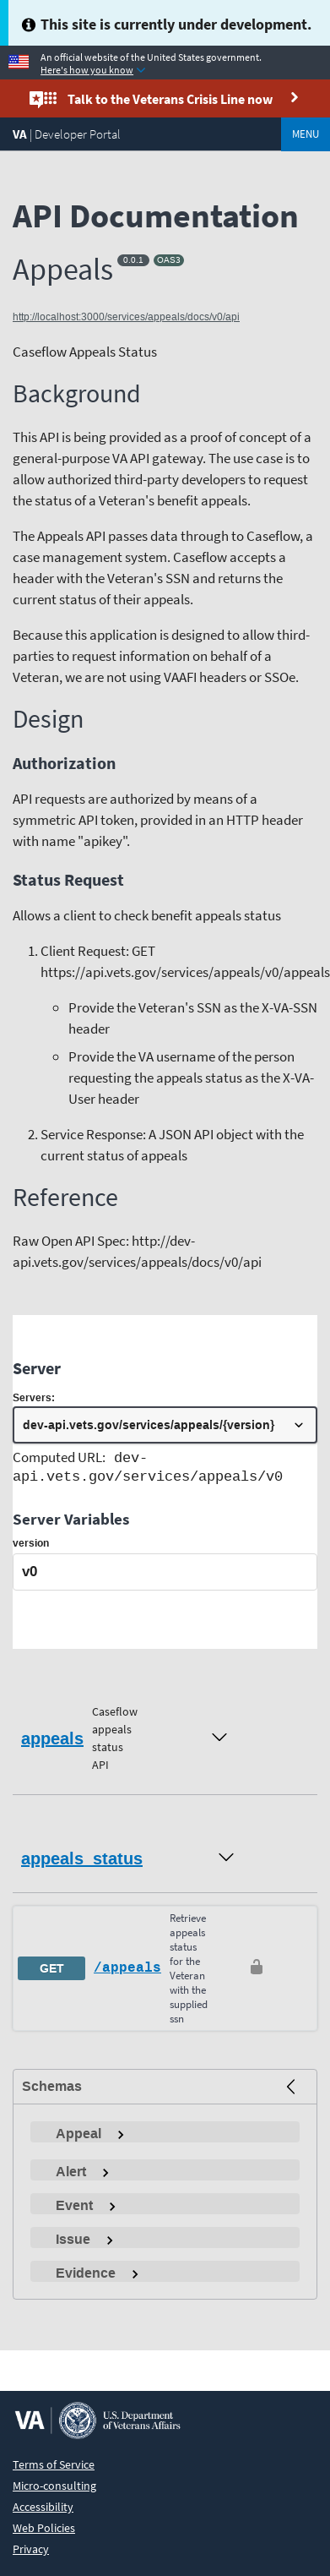 This site is currently under development.
An official website of the United States government.
Here's how you know
Talk to the Veterans Crisis Line now
VA | Developer Portal
MENU
API Documentation
Appeals 0.0.1 OAS3
http://localhost:3000/services/appeals/docs/v0/api
Caseflow Appeals Status
Background
This API is being provided as a proof of concept of a
general-purpose VA API gateway. The use case is to
allow authorized third-party developers to request
the status of a Veteran's benefit appeals.
The Appeals API passes data through to Caseflow, a
case management system. Caseflow accepts a
header with the Veteran's SSN and returns the
current status of their appeals.
Because this application is designed to allow third-
parties to request information on behalf of a
Veteran, we are not using VAAFI headers or SSOe.
Design
Authorization
API requests are authorized by means of a
symmetric API token, provided in an HTTP header
with name "apikey".
Status Request
Allows a client to check benefit appeals status
1. Client Request: GET
https://api.vets.gov/services/appeals/v0/appeals
Provide the Veteran's SSN as the X-VA-SSN
header
Provide the VA username of the person
requesting the appeals status as the X-VA-
User header
2. Service Response: A JSON API object with the
current status of appeals
Reference
Raw Open API Spec: http://dev-
api.vets.gov/services/appeals/docs/v0/api
Server
Servers:
dev-api.vets.gov/services/appeals/{version}
Computed URL: dev-
api.vets.gov/services/appeals/v0
Server Variables
version
v0
appeals
Caseflow
appeals
status
API
appeals_status
GET
/appeals
Retrieve
appeals
status
for the
Veteran
with the
supplied
ssn
Schemas
Appeal
Alert
Event
Issue
Evidence
VA
U.S. Department
of Veterans Affairs
Terms of Service
Micro-consulting
Accessibility
Web Policies
Privacy